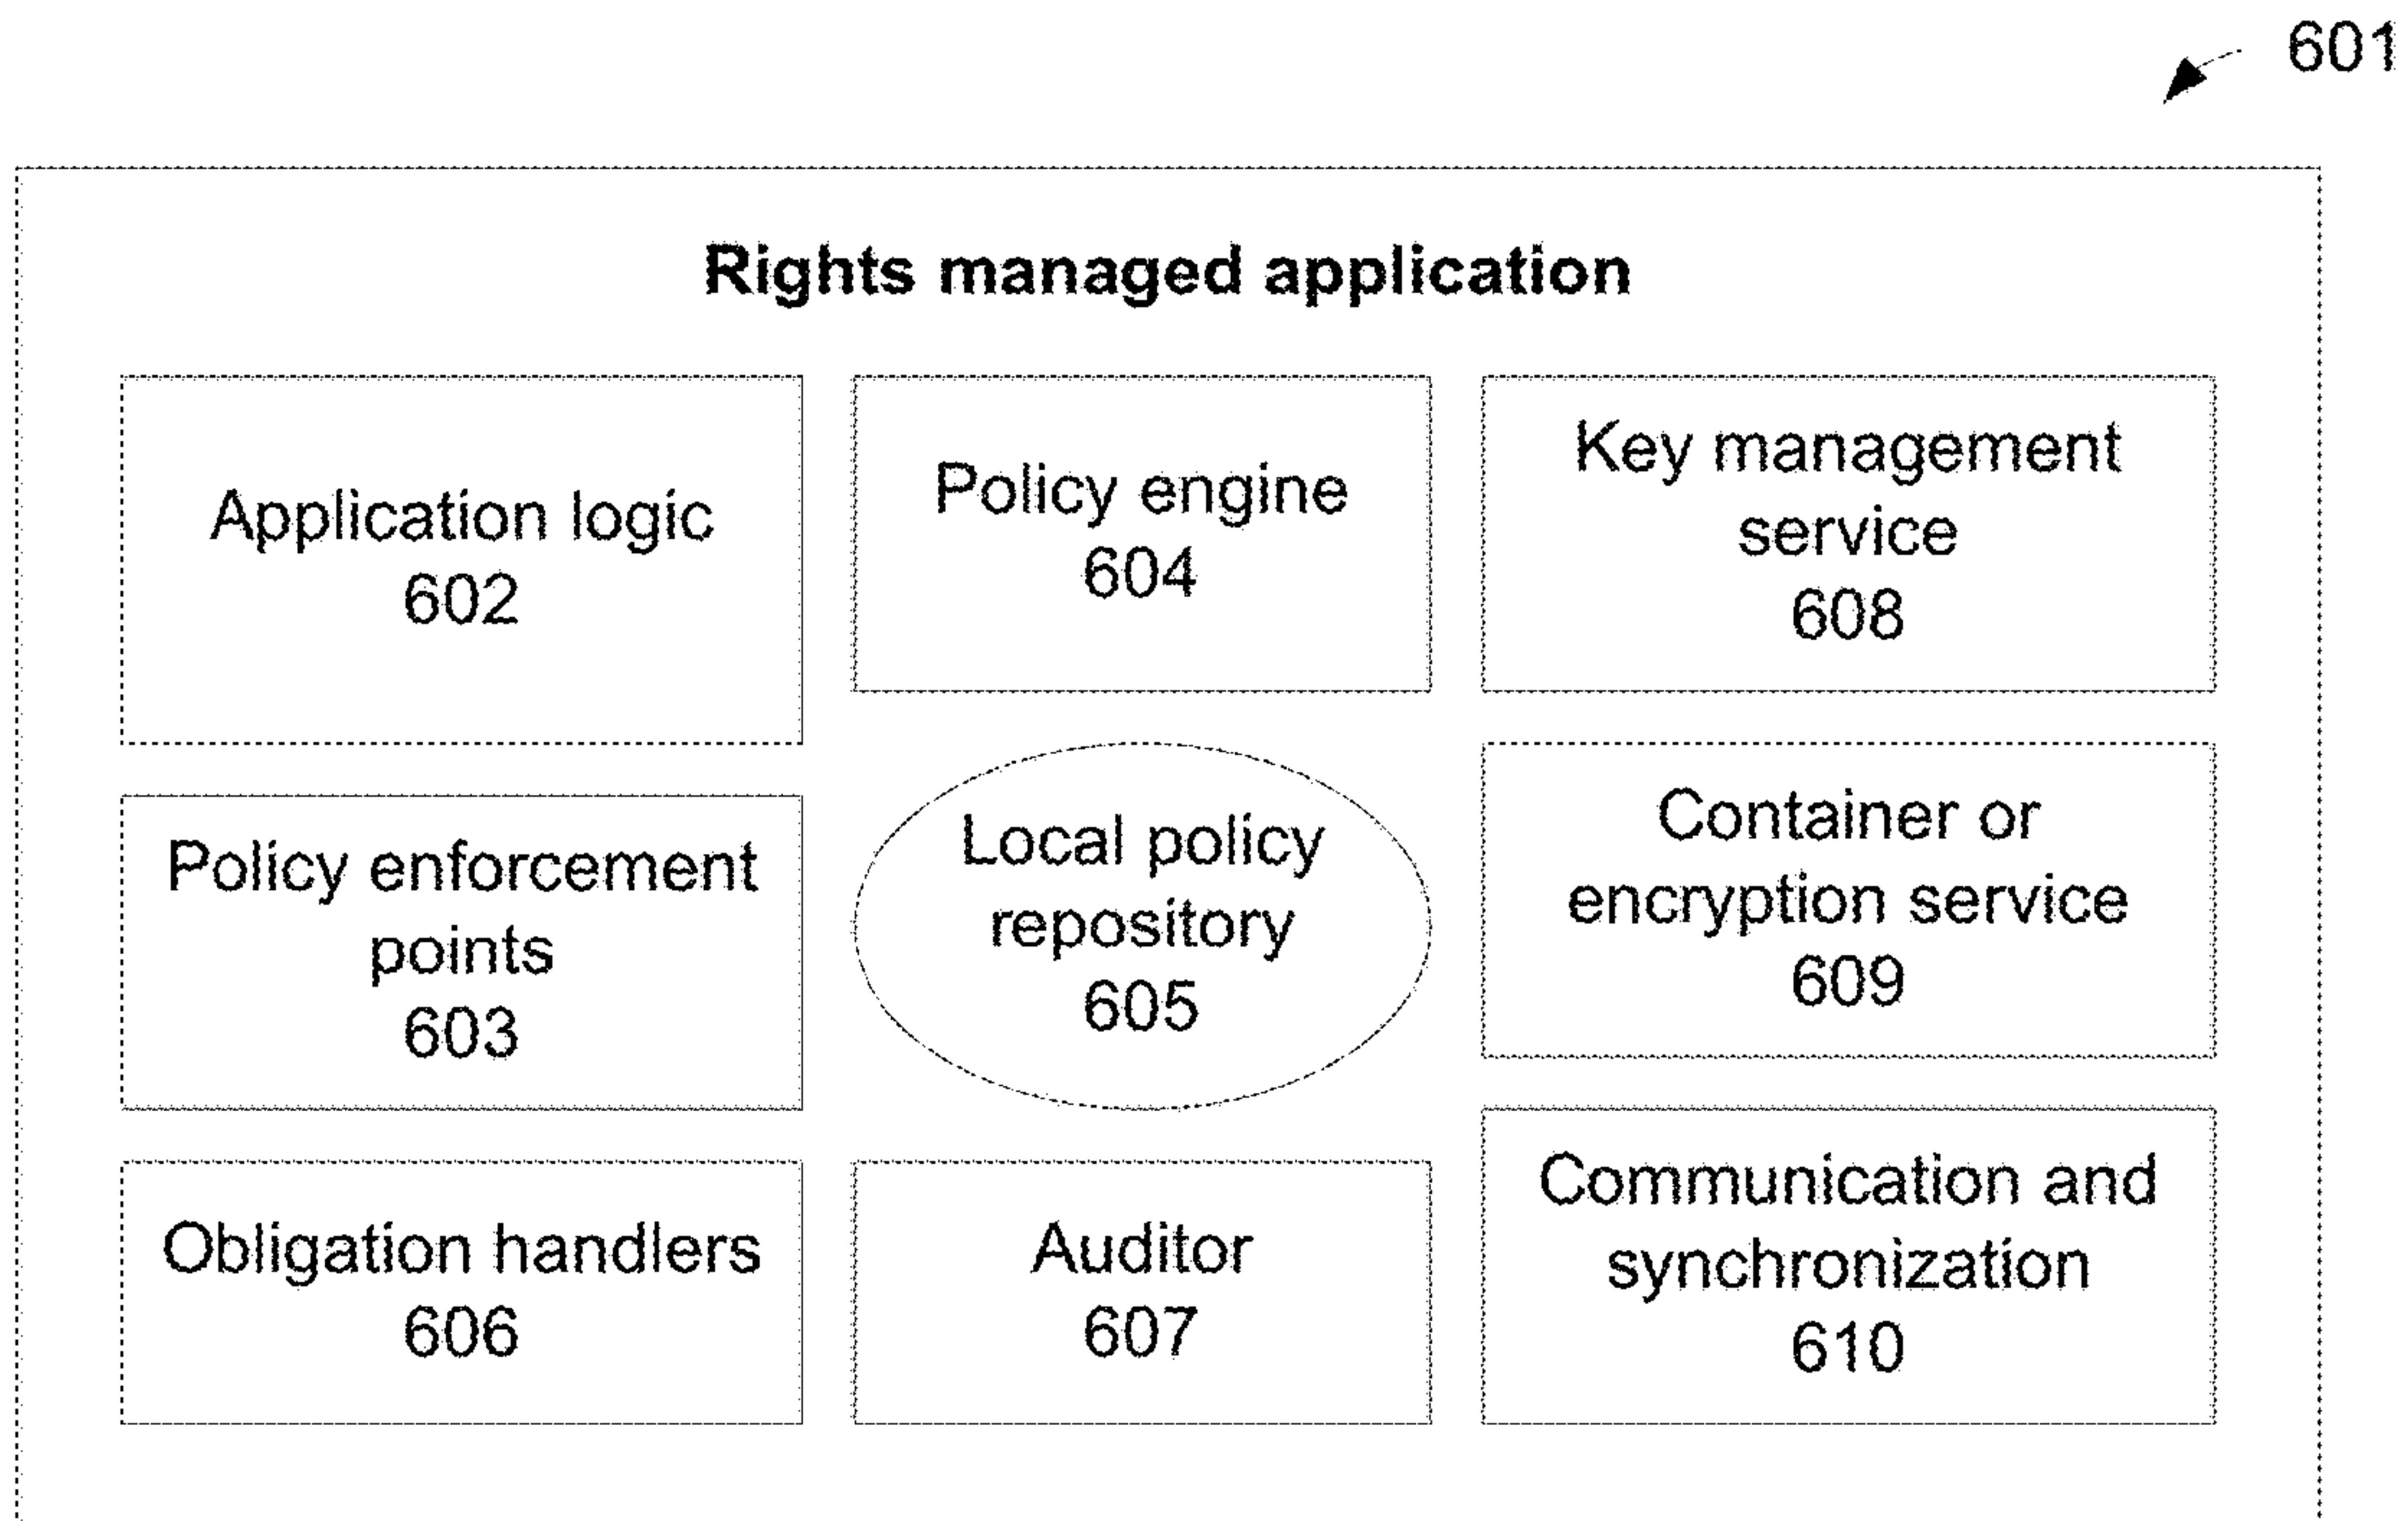 601
Rights managed application
Application logic
602
Policy engine
604
Key management
service
608
Policy enforcement
points
603
Local policy
repository
605
Container or
encryption service
609
Obligation handlers
606
Auditor
607
Communication and
synchronization
610